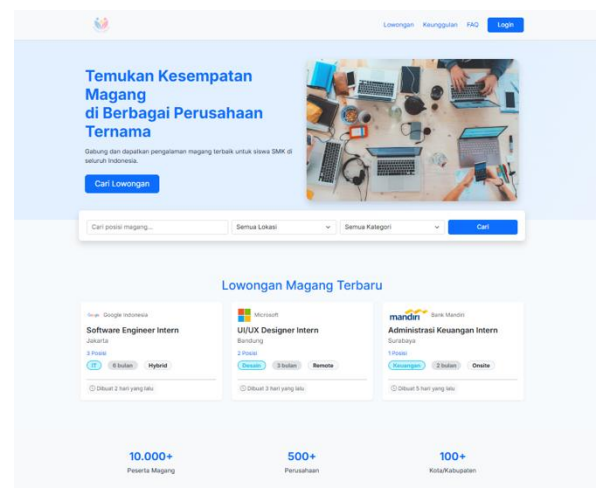 Lowongan Keunggulan FAQ Login
Temukan Kesempatan
Magang
di Berbagai Perusahaan
Ternama
Gabung dan dapatkan pengalaman magang terbaik untuk siswa SMK di
seluruh Indonesia.
Cari Lowongan
Cari posisi magang...
Semua Lokasi
Semua Kategori
Cari
Lowongan Magang Terbaru
Google Indonesia
Software Engineer Intern
Jakarta
3 Posisi
IT 6 bulan Hybrid
Dibuat 2 hari yang lalu
Microsoft
UI/UX Designer Intern
Bandung
2 Posisi
Desain 3 bulan Remote
Dibuat 3 hari yang lalu
mandiri Bank Mandiri
Administrasi Keuangan Intern
Surabaya
1 Posisi
Keuangan 2 bulan Onsite
Dibuat 5 hari yang lalu
10.000+
Peserta Magang
500+
Perusahaan
100+
Kota/Kabupaten